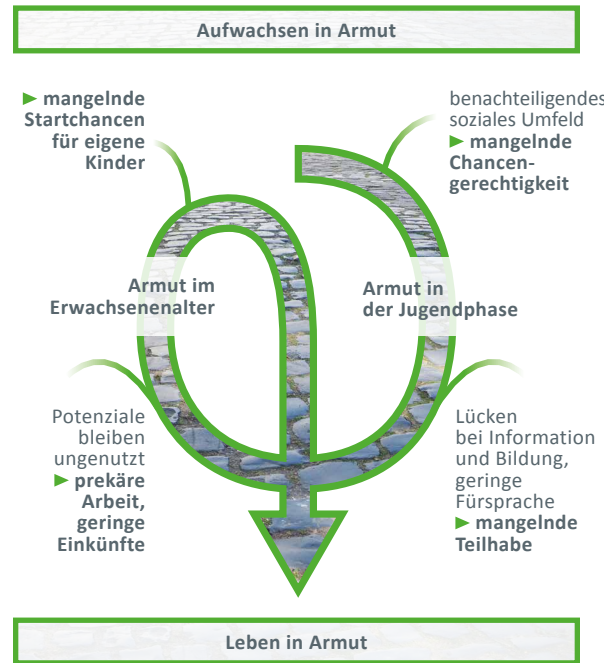 Aufwachsen in Armut
▶ mangelnde
Startchancen
für eigene
Kinder
benachteiligendes
soziales Umfeld
▶ mangelnde
Chancen-
gerechtigkeit
Armut im
Erwachsenenalter
Armut in
der Jugendphase
Potenziale
bleiben
ungenutzt
▶ prekäre
Arbeit,
geringe
Einkünfte
Lücken
bei Information
und Bildung,
geringe
Fürsprache
▶ mangelnde
Teilhabe
Leben in Armut